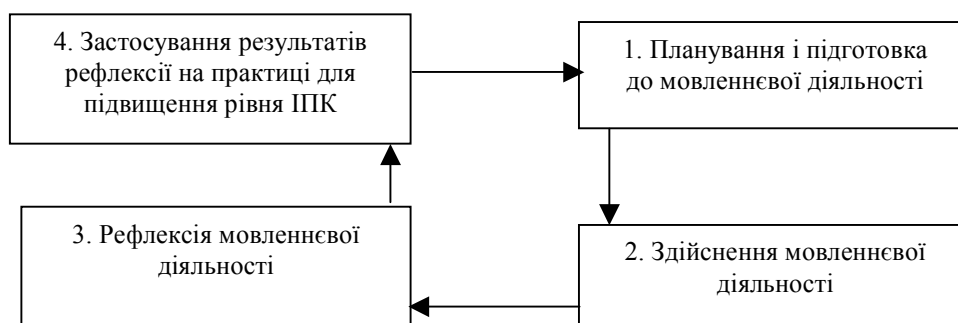 4. Застосування результатів
рефлексії на практиці для
підвищення рівня ІПК
1. Планування і підготовка
до мовленнєвої діяльності
3. Рефлексія мовленнєвої
діяльності
2. Здійснення мовленнєвої
діяльності